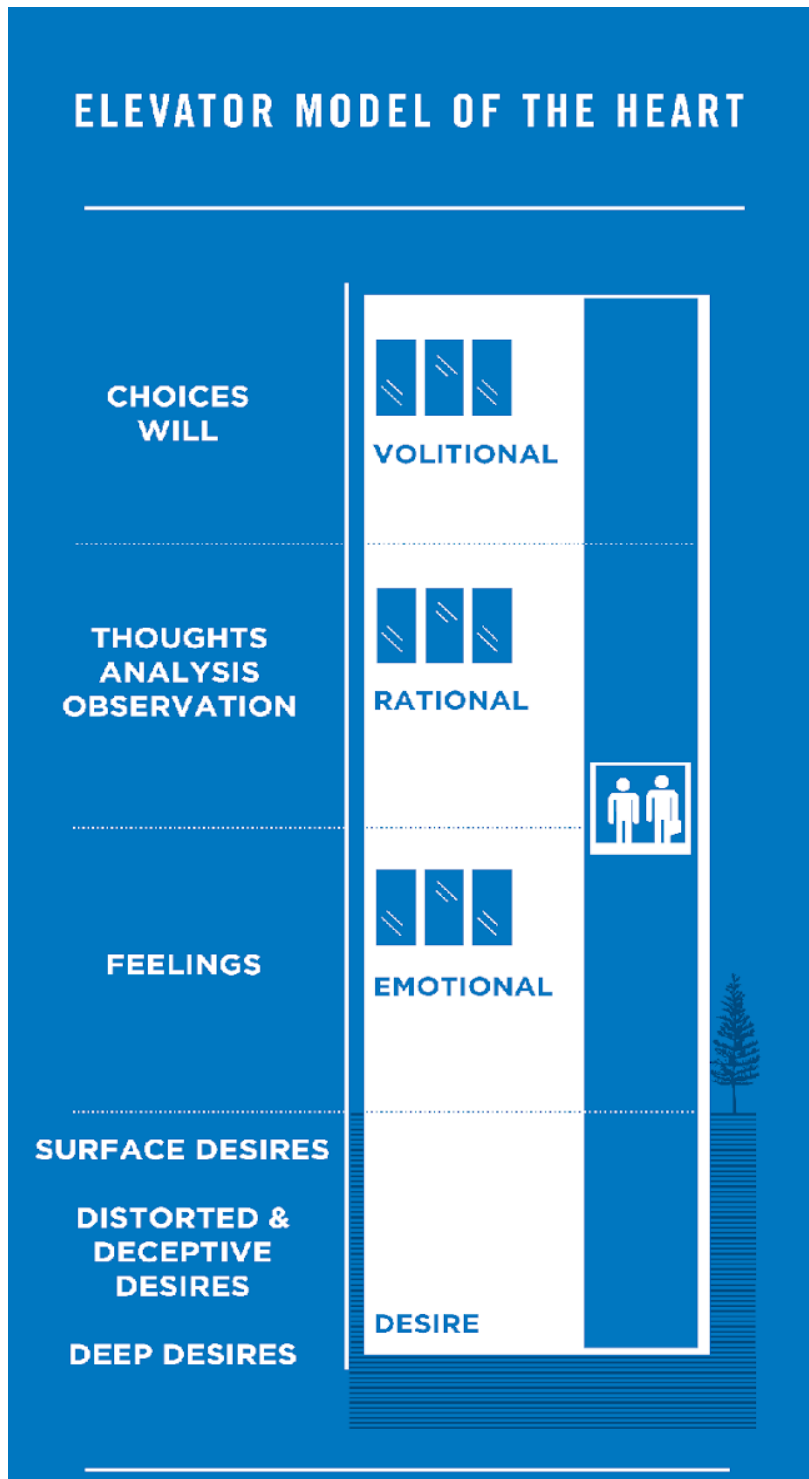 ELEVATOR MODEL OF THE HEART
CHOICES
WILL
VOLITIONAL
THOUGHTS
ANALYSIS
OBSERVATION
RATIONAL
FEELINGS
EMOTIONAL
SURFACE DESIRES
DISTORTED &
DECEPTIVE
DESIRES
DEEP DESIRES
DESIRE